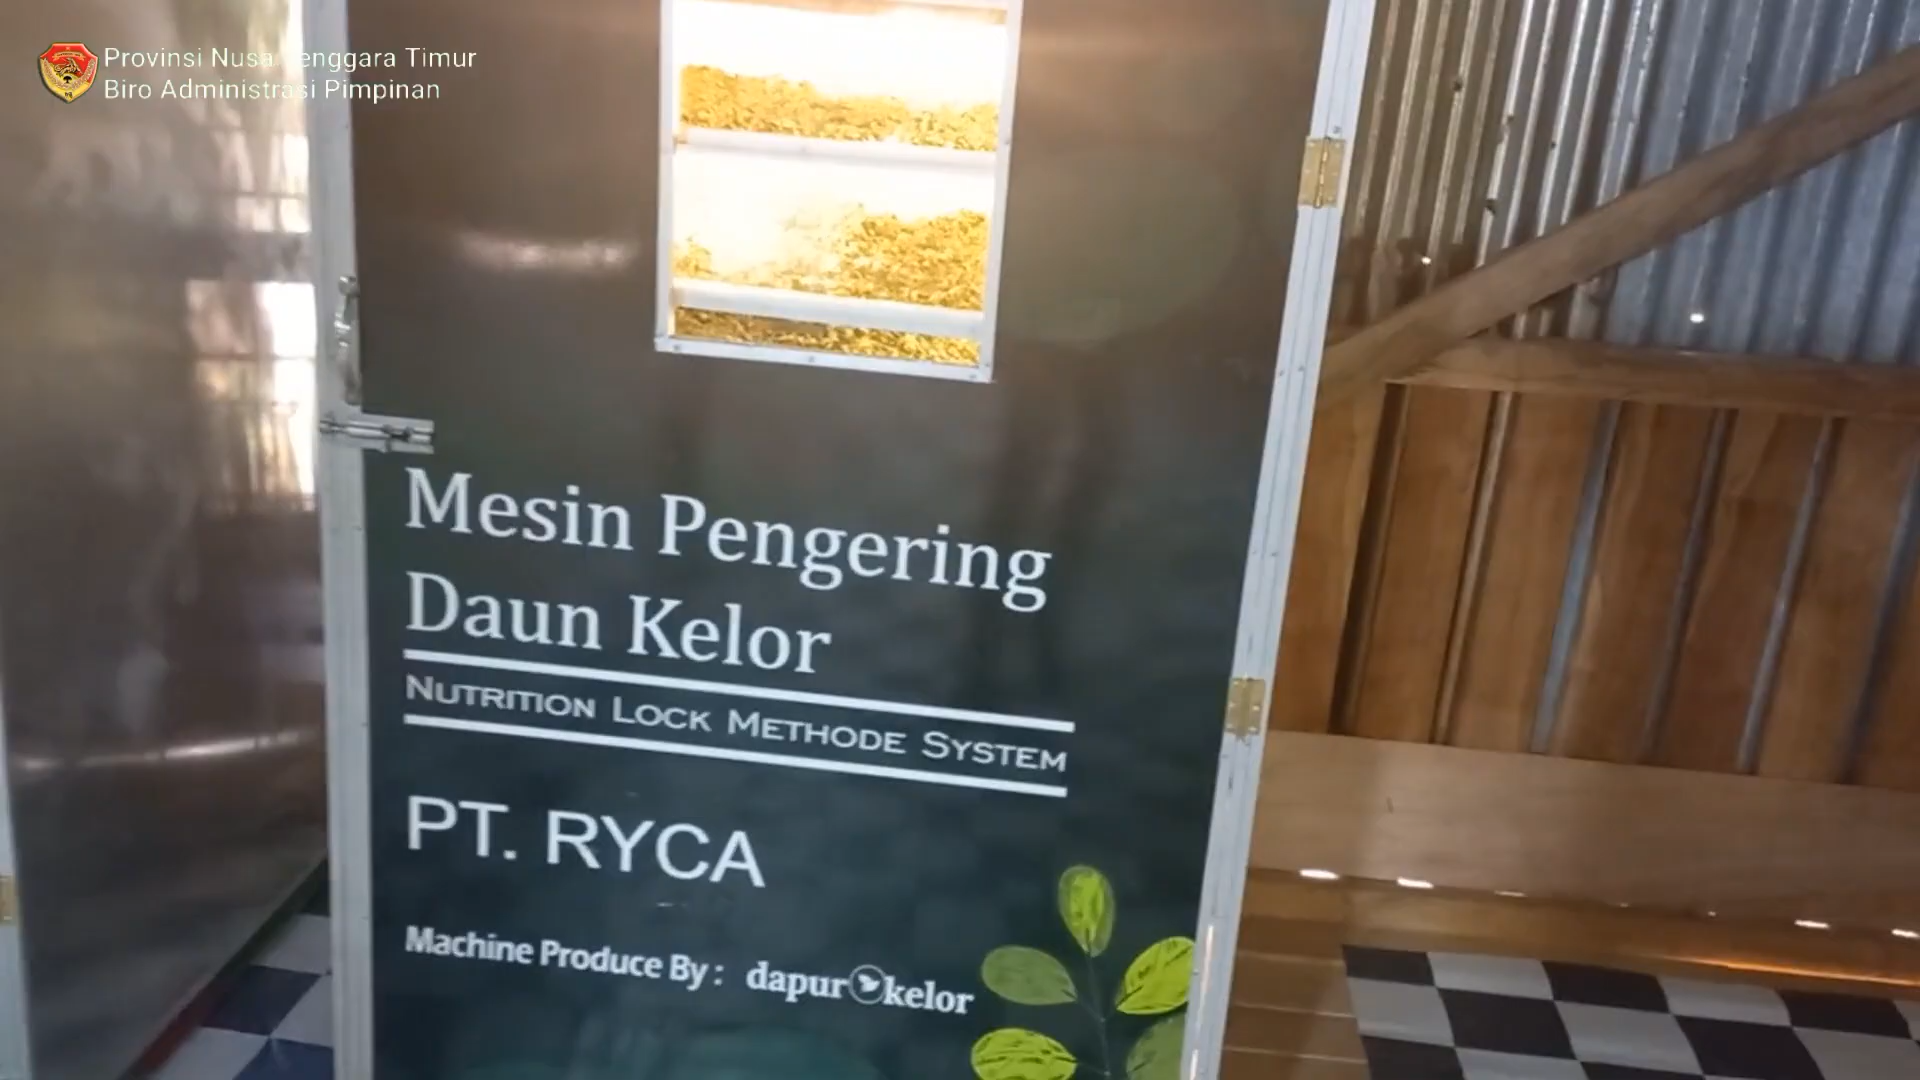 Provinsi Nusa Tenggara Timur
Biro Administrasi Pimpinan
Mesin Pengering
Daun Kelor
NUTRITION LOCK METHODE SYSTEM
PT. RYCA
Machine Produce By : dapur kelor